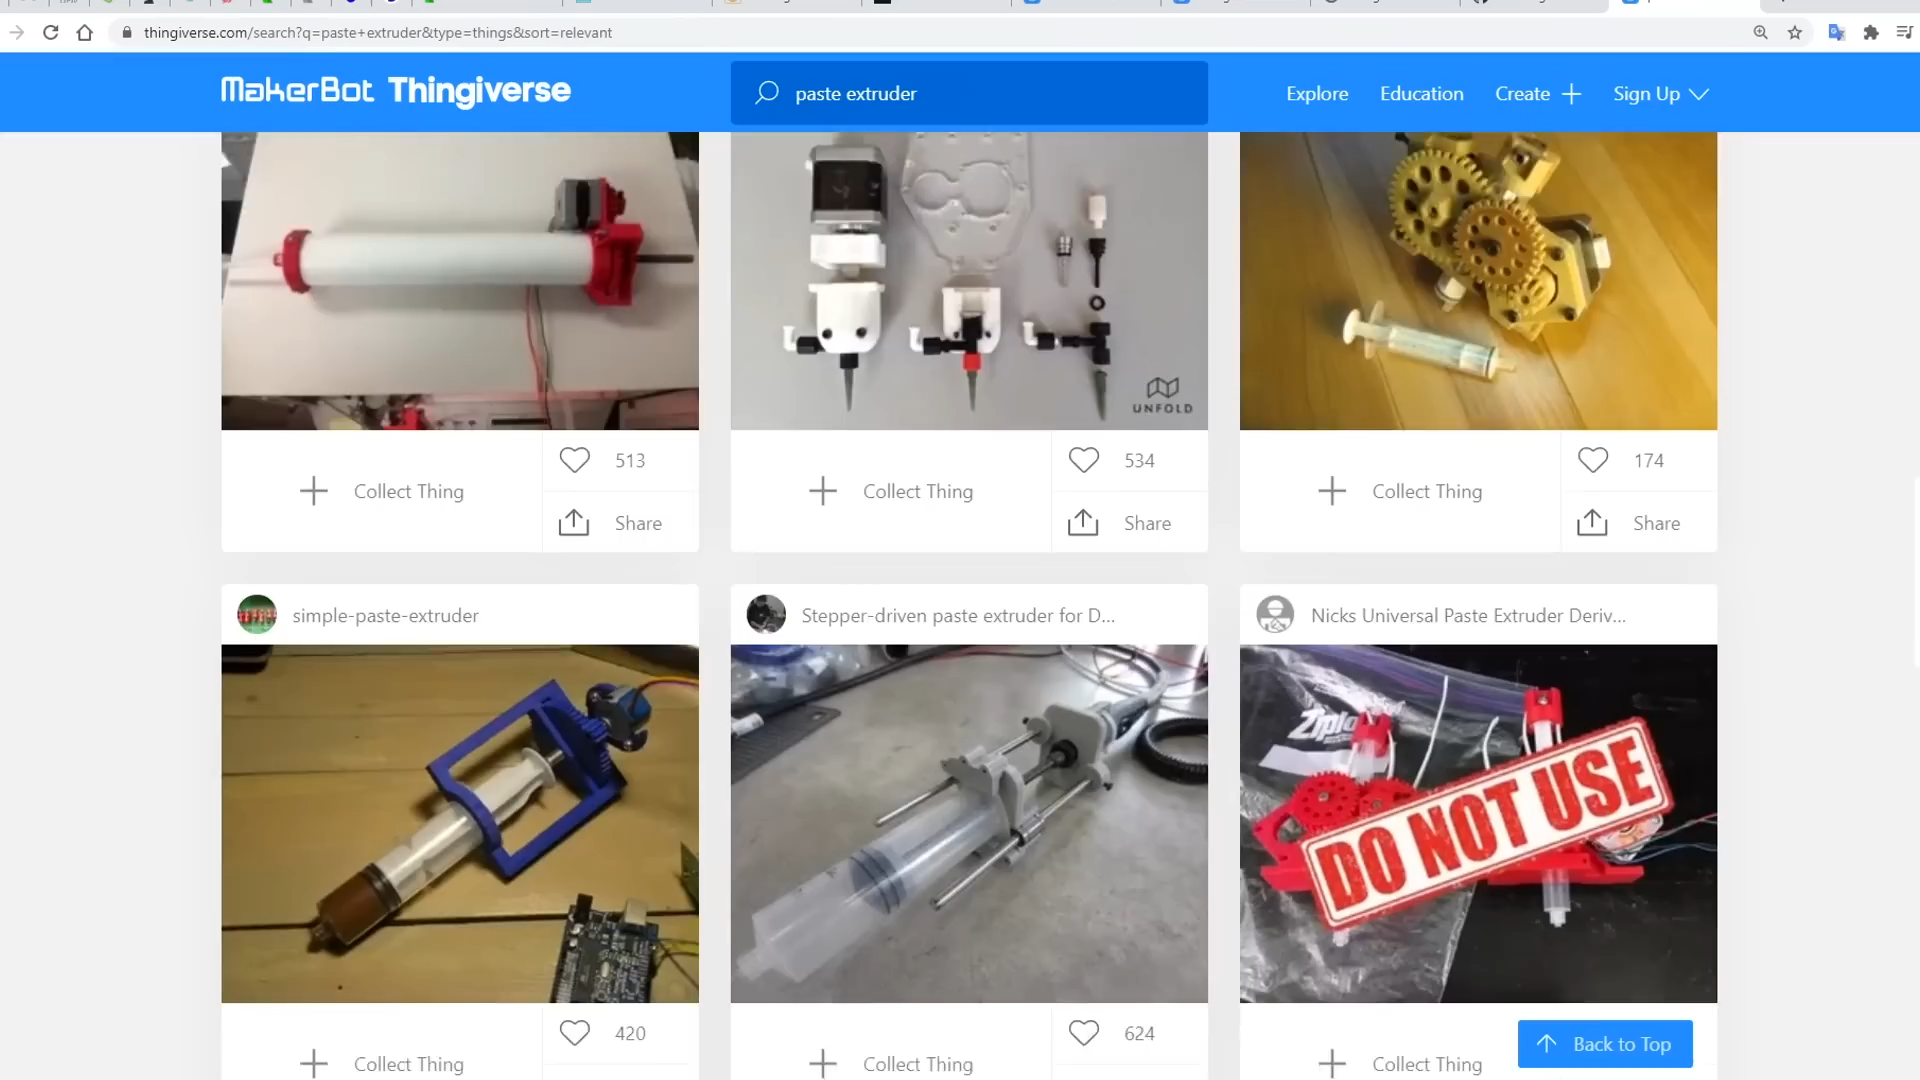 thingiverse.com/search?q=paste+extruder&type=things&sort=relevant
MakerBot Thingiverse
paste extruder
Explore
Education
Create
Sign Up
UNFOLD
Collect Thing
513
Share
Collect Thing
534
Share
Collect Thing
174
Share
simple-paste-extruder
Stepper-driven paste extruder for D...
Nicks Universal Paste Extruder Deriv...
DO NOT USE
Collect Thing
420
Collect Thing
624
Collect Thing
Back to Top